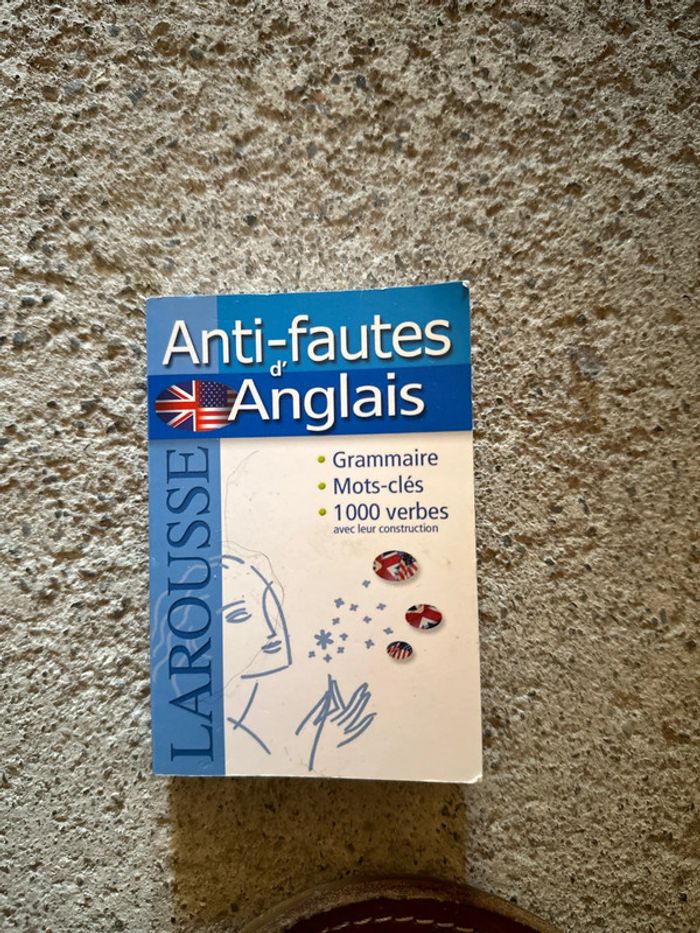 Anti-fautes
d'
Anglais
• Grammaire
• Mots-clés
• 1000 verbes
avec leur construction
LAROUSSE